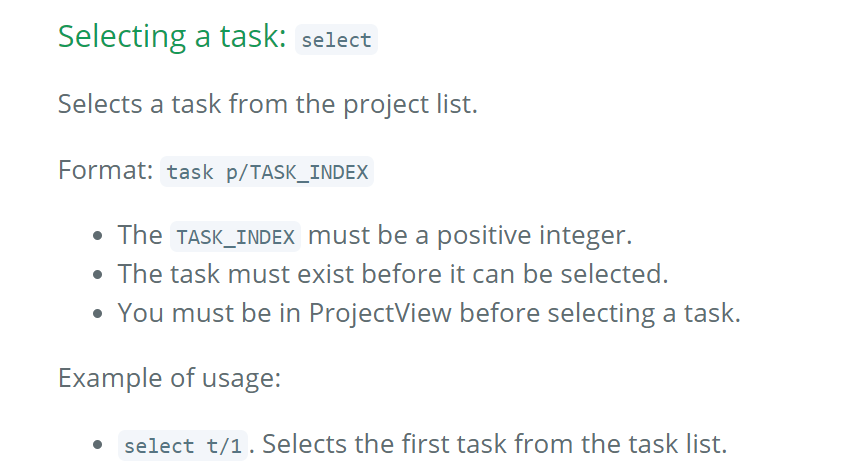 Selecting a task: select
Selects a task from the project list.
Format: task p/TASK_INDEX
• The TASK_INDEX must be a positive integer.
• The task must exist before it can be selected.
• You must be in ProjectView before selecting a task.
Example of usage:
• select t/1. Selects the first task from the task list.